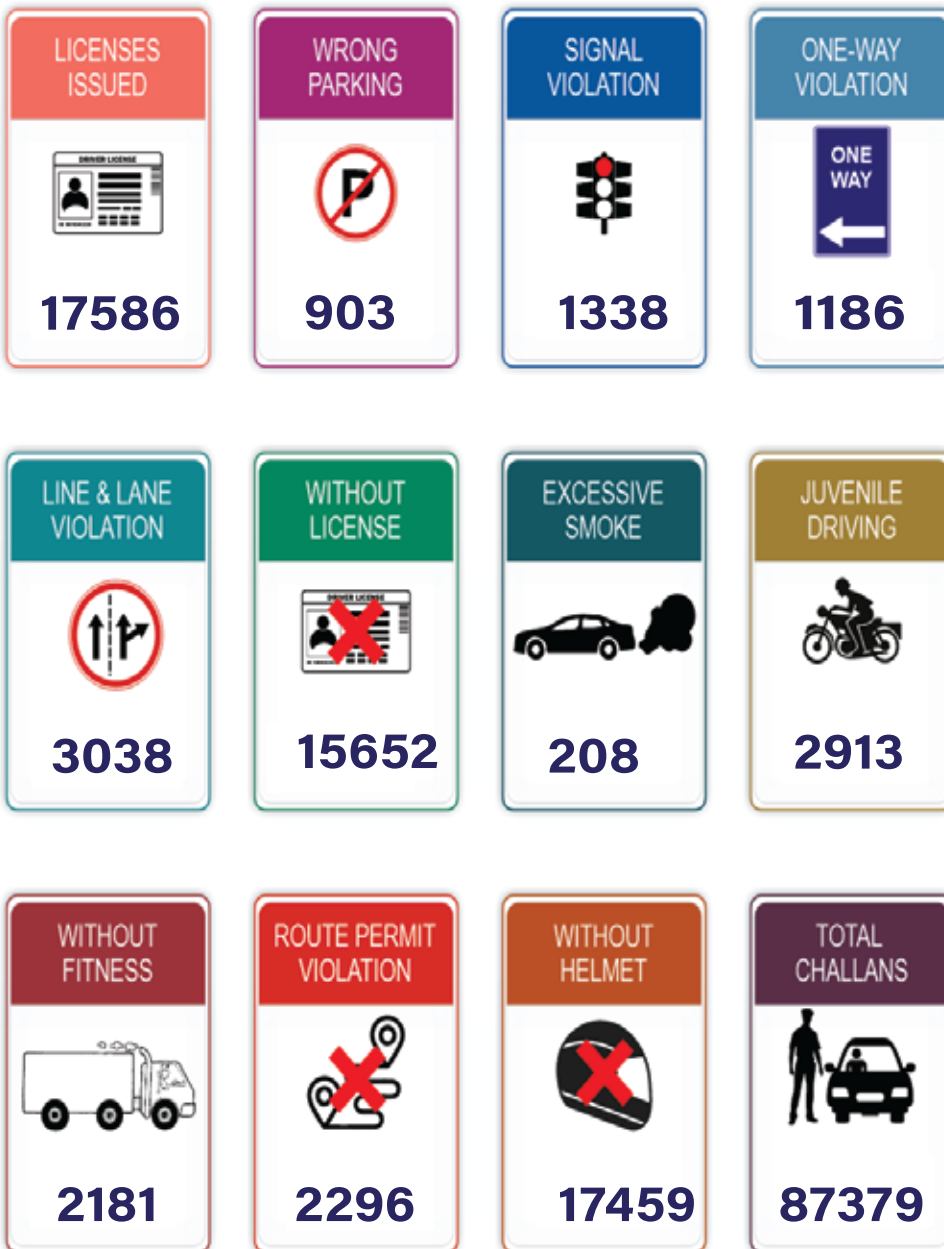 LICENSES
ISSUED
DRIVER LICENSE
17586
WRONG
PARKING
P
903
SIGNAL
VIOLATION
1338
ONE-WAY
VIOLATION
ONE
WAY
1186
LINE & LANE
VIOLATION
3038
WITHOUT
LICENSE
DRIVER LICENSE
15652
EXCESSIVE
SMOKE
208
JUVENILE
DRIVING
2913
WITHOUT
FITNESS
2181
ROUTE PERMIT
VIOLATION
2296
WITHOUT
HELMET
17459
TOTAL
CHALLANS
87379